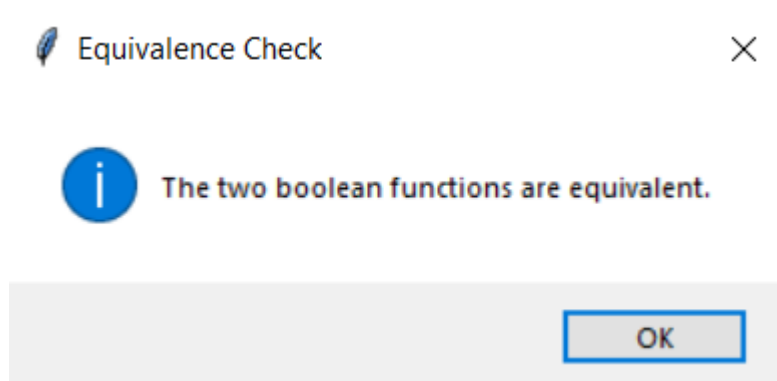 Equivalence Check
The two boolean functions are equivalent.
OK